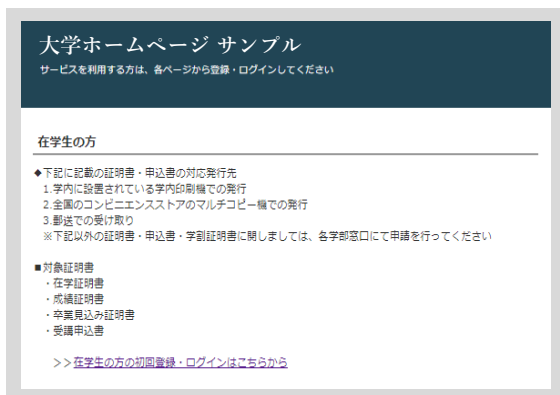 大学ホームページ サンプル
サービスを利用する方は、各ページから登録・ログインしてください
在学生の方
◆下記に記載の証明書・申込書の対応発行先
1.学内に設置されている学内印刷機での発行
2.全国のコンビニエンスストアのマルチコピー機での発行
3.郵送での受け取り
※下記以外の証明書・申込書・学割証明書に関しましては、各学部窓口にて申請を行ってください
■対象証明書
・在学証明書
・成績証明書
・卒業見込み証明書
・受講申込書
>>在学生の方の初回登録・ログインはこちらから